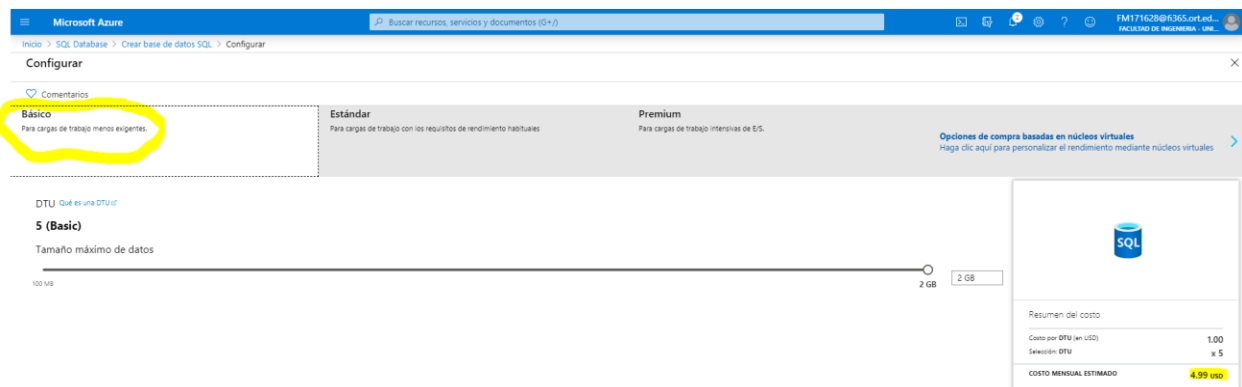 Microsoft Azure
Buscar recursos, servicios y documentos (G+/)
FM171628@fi365.ort.ed...
FACULTAD DE INGENIERIA - UNI...
Inicio > SQL Database > Crear base de datos SQL > Configurar
Configurar
Comentarios
Básico
Para cargas de trabajo menos exigentes.
Estándar
Para cargas de trabajo con los requisitos de rendimiento habituales
Premium
Para cargas de trabajo intensivas de E/S.
Opciones de compra basadas en núcleos virtuales
Haga clic aquí para personalizar el rendimiento mediante núcleos virtuales
DTU Qué es una DTU
5 (Basic)
Tamaño máximo de datos
100 MB
2 GB
2 GB
SQL
Resumen del costo
Costo por DTU (en USD) 1.00
Selección: DTU x 5
COSTO MENSUAL ESTIMADO 4.99 USD